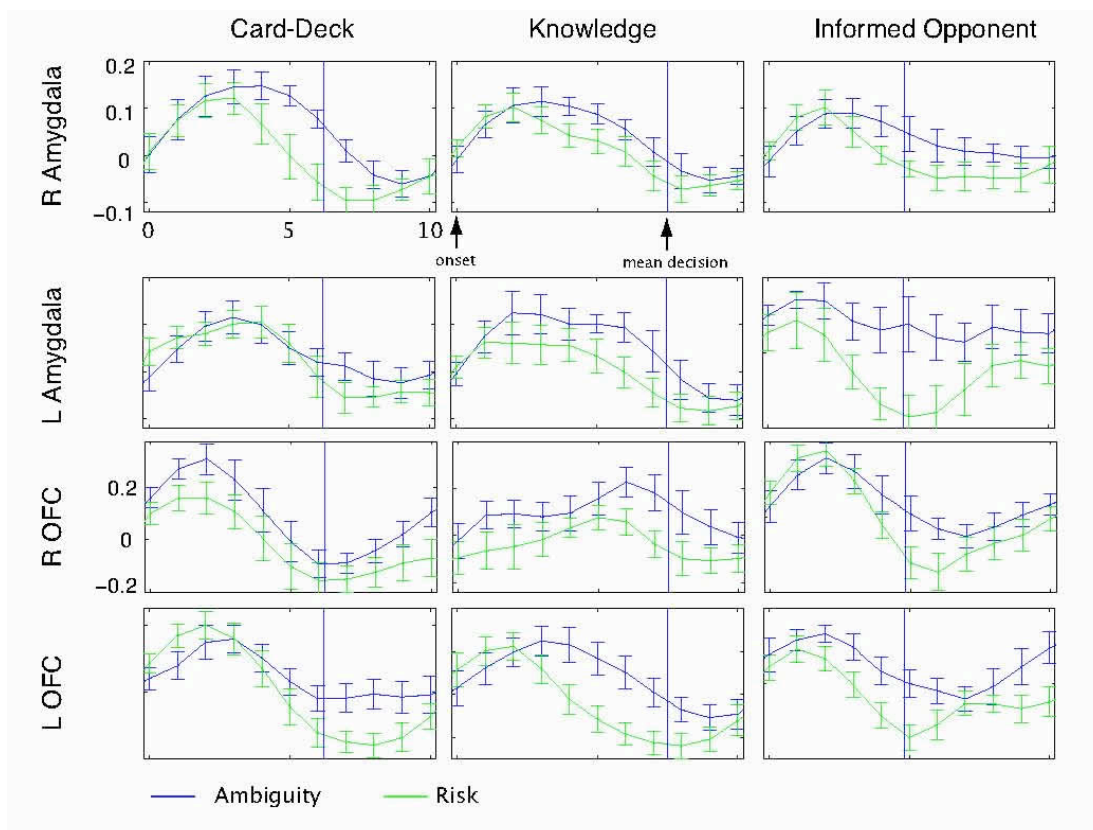 Card-Deck Knowledge Informed Opponent
R Amygdala
0.2
0.1
0
−0.1
0 5 10
onset mean decision
L Amygdala
R OFC
0.2
0
−0.2
L OFC
Ambiguity Risk